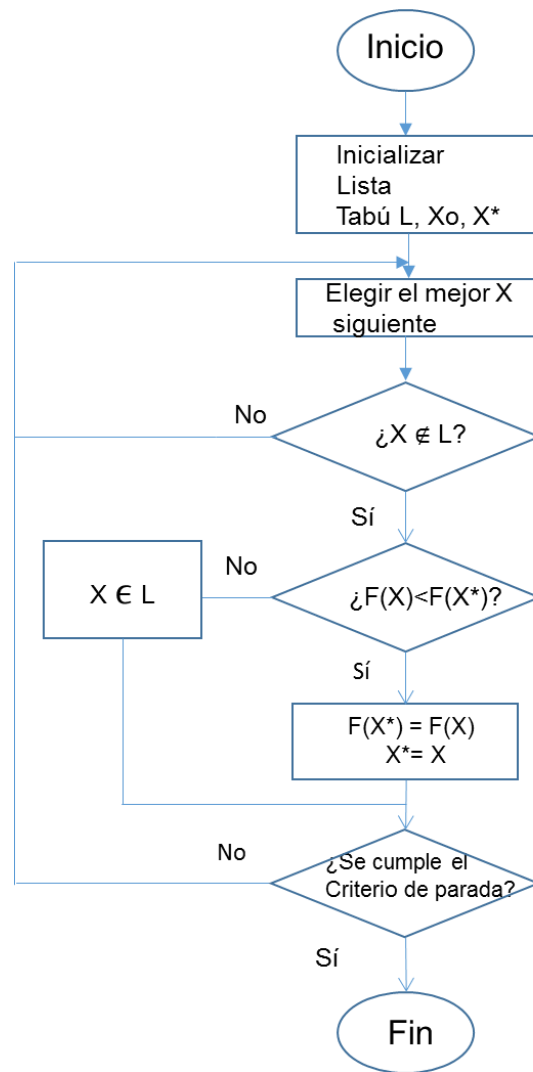 Inicio
Inicializar
Lista
Tabú L, Xo, X*
Elegir el mejor X
siguiente
No
¿X ∉ L?
Sí
No
X ∈ L
¿F(X)<F(X*)?
Sí
F(X*) = F(X)
X*= X
No
¿Se cumple el
Criterio de parada?
Sí
Fin